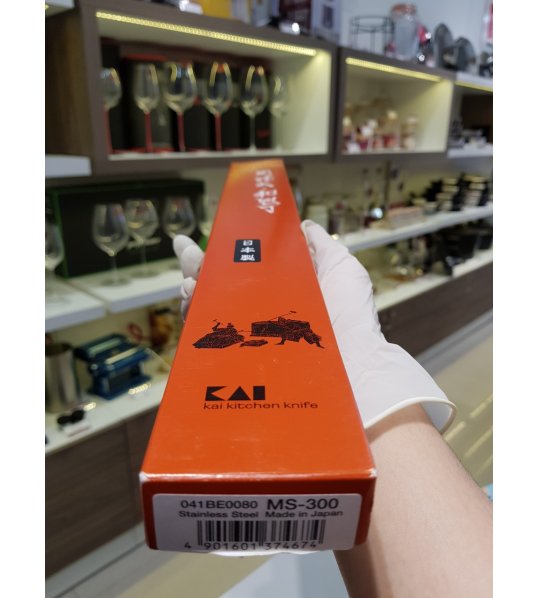 日本製
KAI
kai kitchen knife
041BE0080 MS-300
Stainless Steel Made in Japan
4 901601 374674